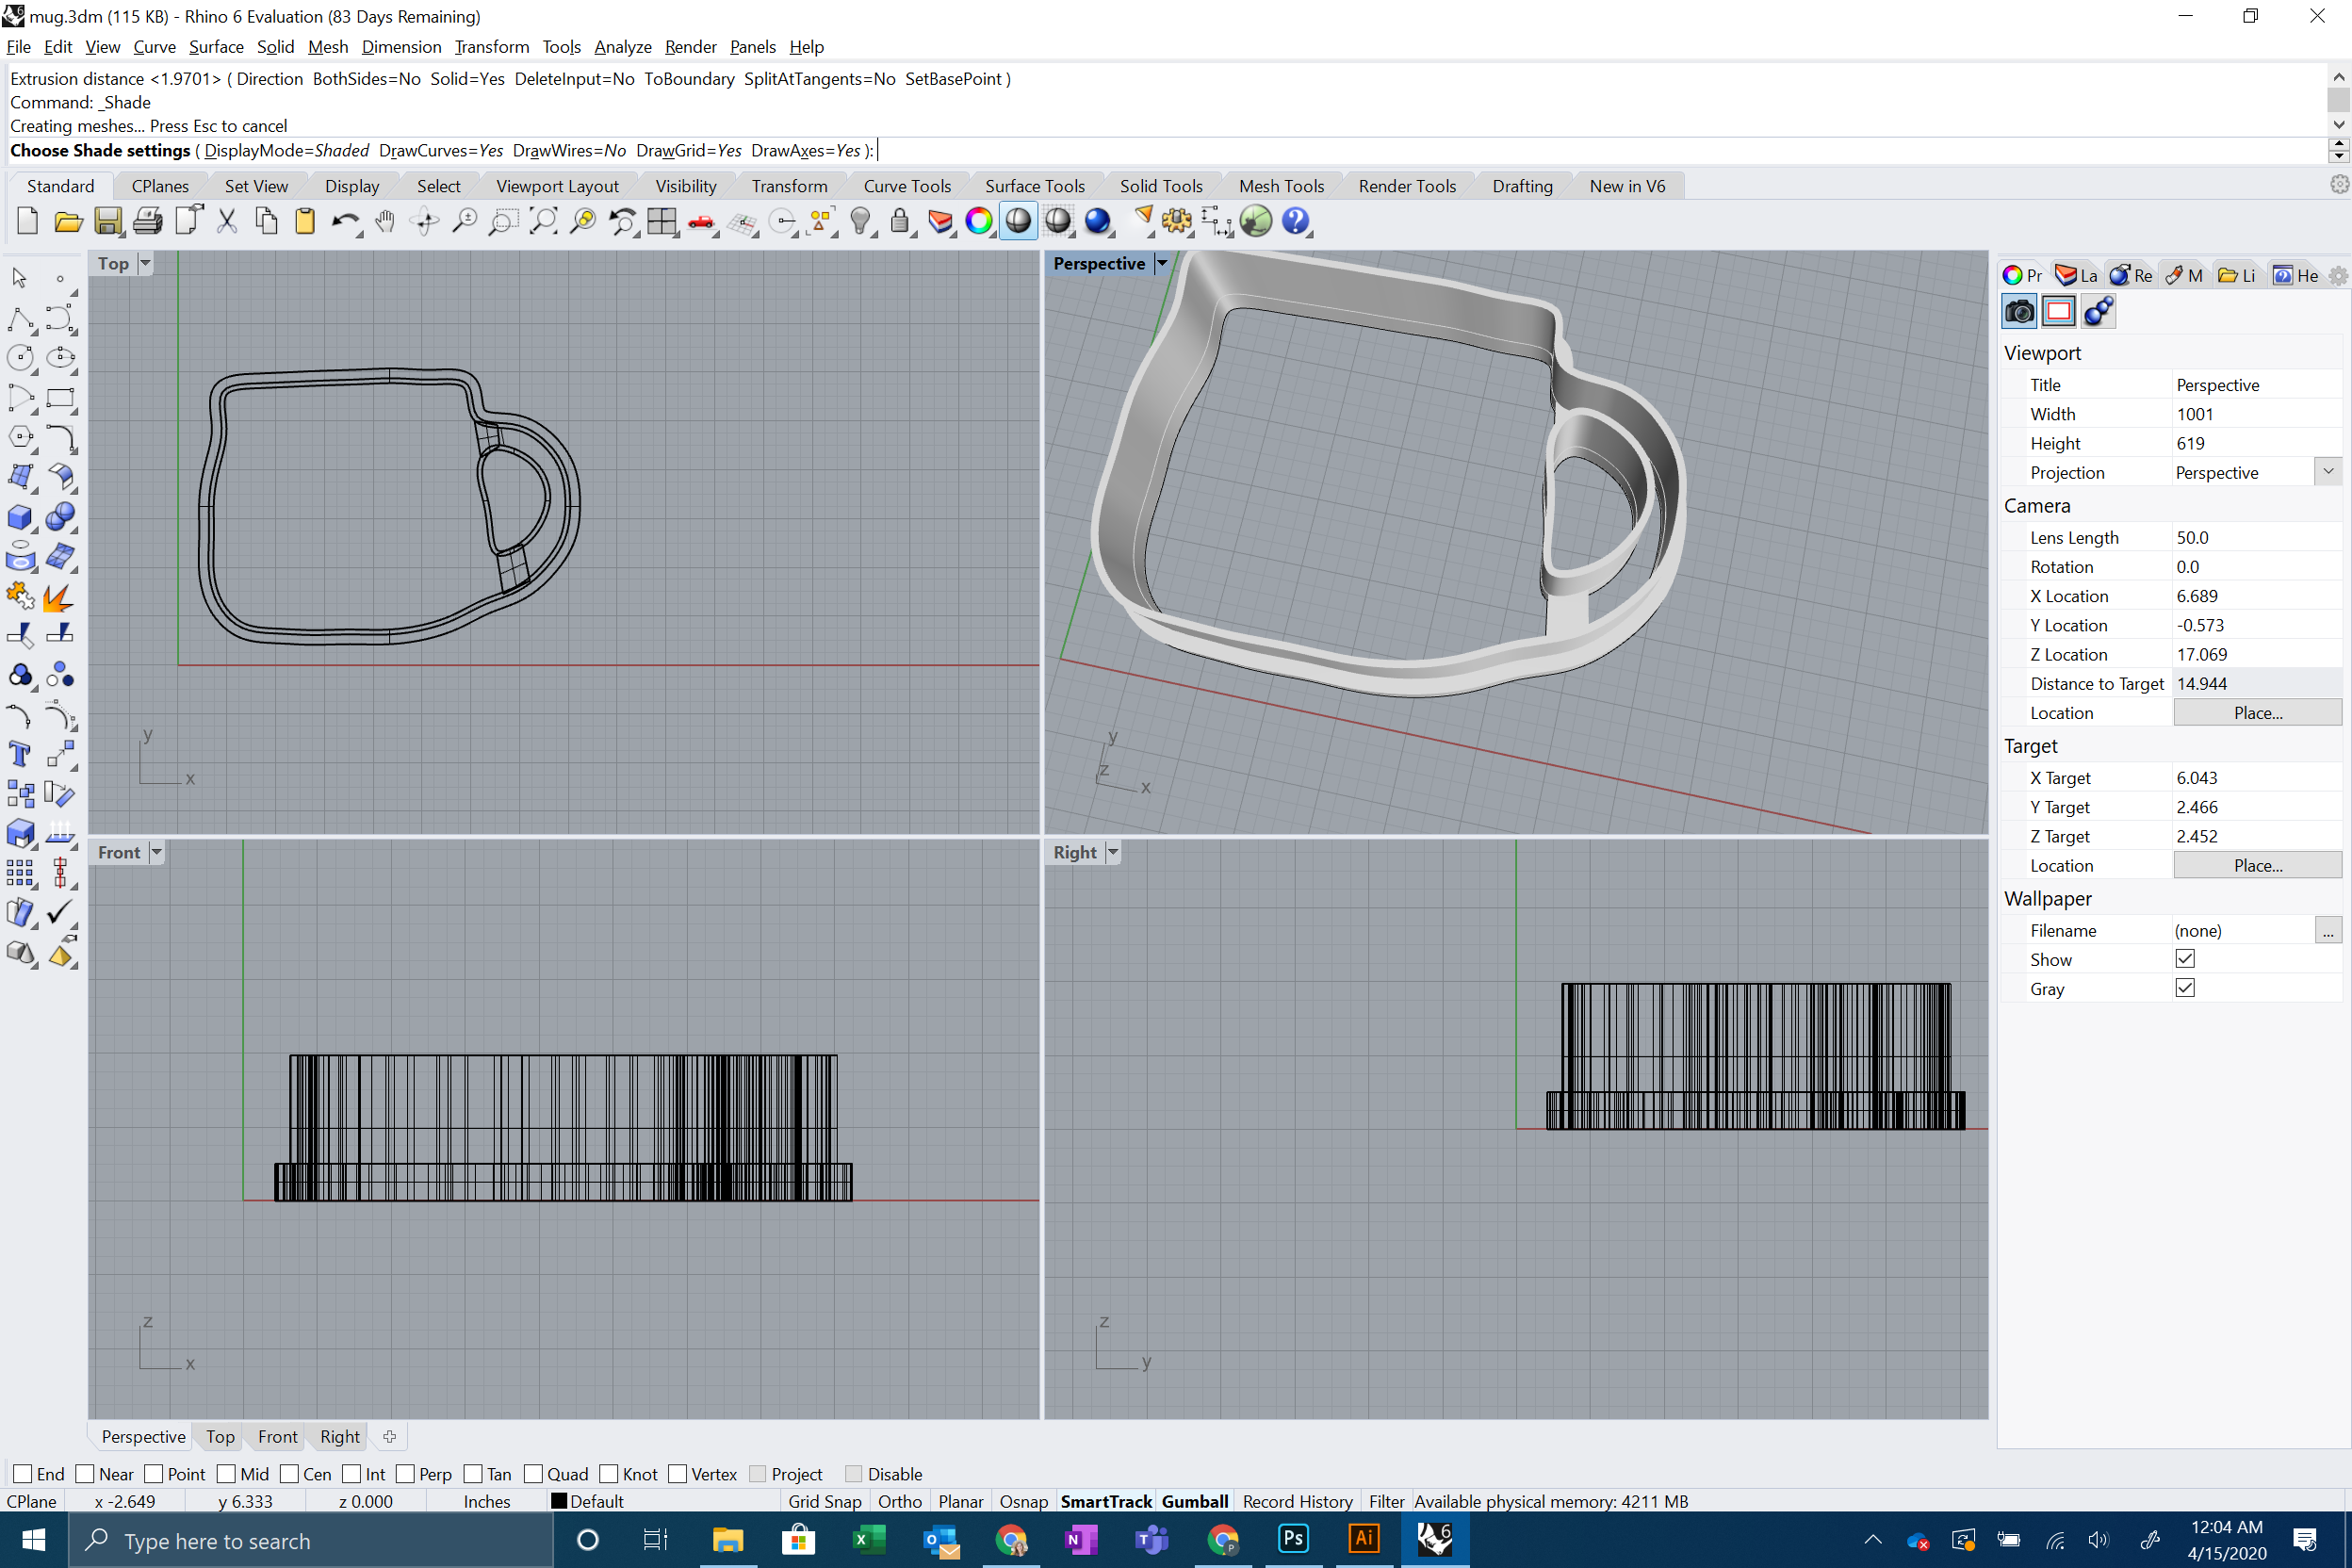 mug.3dm (115 KB) - Rhino 6 Evaluation (83 Days Remaining)
File Edit View Curve Surface Solid Mesh Dimension Transform Tools Analyze Render Panels Help
Extrusion distance <1.9701> ( Direction BothSides=No Solid=Yes DeleteInput=No ToBoundary SplitAtTangents=No SetBasePoint )
Command: _Shade
Creating meshes... Press Esc to cancel
Choose Shade settings ( DisplayMode=Shaded DrawCurves=Yes DrawWires=No DrawGrid=Yes DrawAxes=Yes ):
Standard CPlanes Set View Display Select Viewport Layout Visibility Transform Curve Tools Surface Tools Solid Tools Mesh Tools Render Tools Drafting New in V6
Top
y
x
Perspective
y
z
x
Front
z
x
Right
z
y
Pr La Re M Li He
Viewport
Title Perspective
Width 1001
Height 619
Projection Perspective
Camera
Lens Length 50.0
Rotation 0.0
X Location 6.689
Y Location -0.573
Z Location 17.069
Distance to Target 14.944
Location Place...
Target
X Target 6.043
Y Target 2.466
Z Target 2.452
Location Place...
Wallpaper
Filename (none) ...
Show
Gray
Perspective Top Front Right
End Near Point Mid Cen Int Perp Tan Quad Knot Vertex Project Disable
CPlane x -2.649 y 6.333 z 0.000 Inches Default Grid Snap Ortho Planar Osnap SmartTrack Gumball Record History Filter Available physical memory: 4211 MB
Type here to search
Ps
Ai
6
12:04 AM
4/15/2020